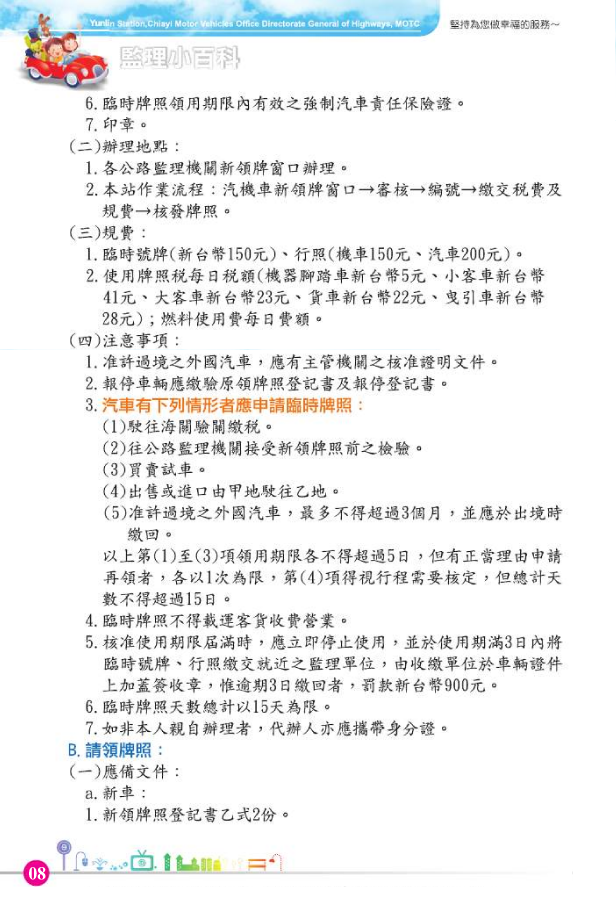 Yunlin Station,Chiayi Motor Vehicles Office Directorate General of Highways, MOTC
堅持為您做幸福的服務～
監理小百科
6.臨時牌照領用期限內有效之強制汽車責任保險證。
7.印章。
(二)辦理地點：
1.各公路監理機關新領牌窗口辦理。
2.本站作業流程：汽機車新領牌窗口→審核→編號→繳交稅費及
規費→核發牌照。
(三)規費：
1.臨時號牌(新台幣150元)、行照(機車150元、汽車200元)。
2.使用牌照稅每日稅額(機器腳踏車新台幣5元、小客車新台幣
41元、大客車新台幣23元、貨車新台幣22元、曳引車新台幣
28元)；燃料使用費每日費額。
(四)注意事項：
1.准許過境之外國汽車，應有主管機關之核准證明文件。
2.報停車輛應繳驗原領牌照登記書及報停登記書。
3.汽車有下列情形者應申請臨時牌照：
(1)駛往海關驗關繳稅。
(2)往公路監理機關接受新領牌照前之檢驗。
(3)買賣試車。
(4)出售或進口由甲地駛往乙地。
(5)准許過境之外國汽車，最多不得超過3個月，並應於出境時
繳回。
以上第(1)至(3)項領用期限各不得超過5日，但有正當理由申請
再領者，各以1次為限，第(4)項得視行程需要核定，但總計天
數不得超過15日。
4.臨時牌照不得載運客貨收費營業。
5.核准使用期限屆滿時，應立即停止使用，並於使用期滿3日內將
臨時號牌、行照繳交就近之監理單位，由收繳單位於車輛證件
上加蓋簽收章，惟逾期3日繳回者，罰款新台幣900元。
6.臨時牌照天數總計以15天為限。
7.如非本人親自辦理者，代辦人亦應攜帶身分證。
B.請領牌照：
(一)應備文件：
a.新車：
1.新領牌照登記書乙式2份。
08